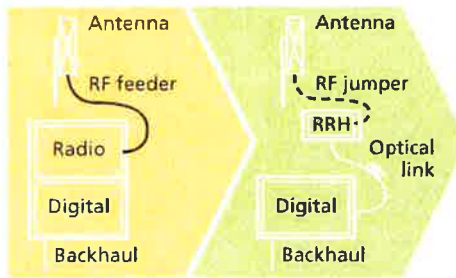 Antenna
RF feeder
Radio
Digital
Backhaul
Antenna
RF jumper
RRH
Optical
link
Digital
Backhaul